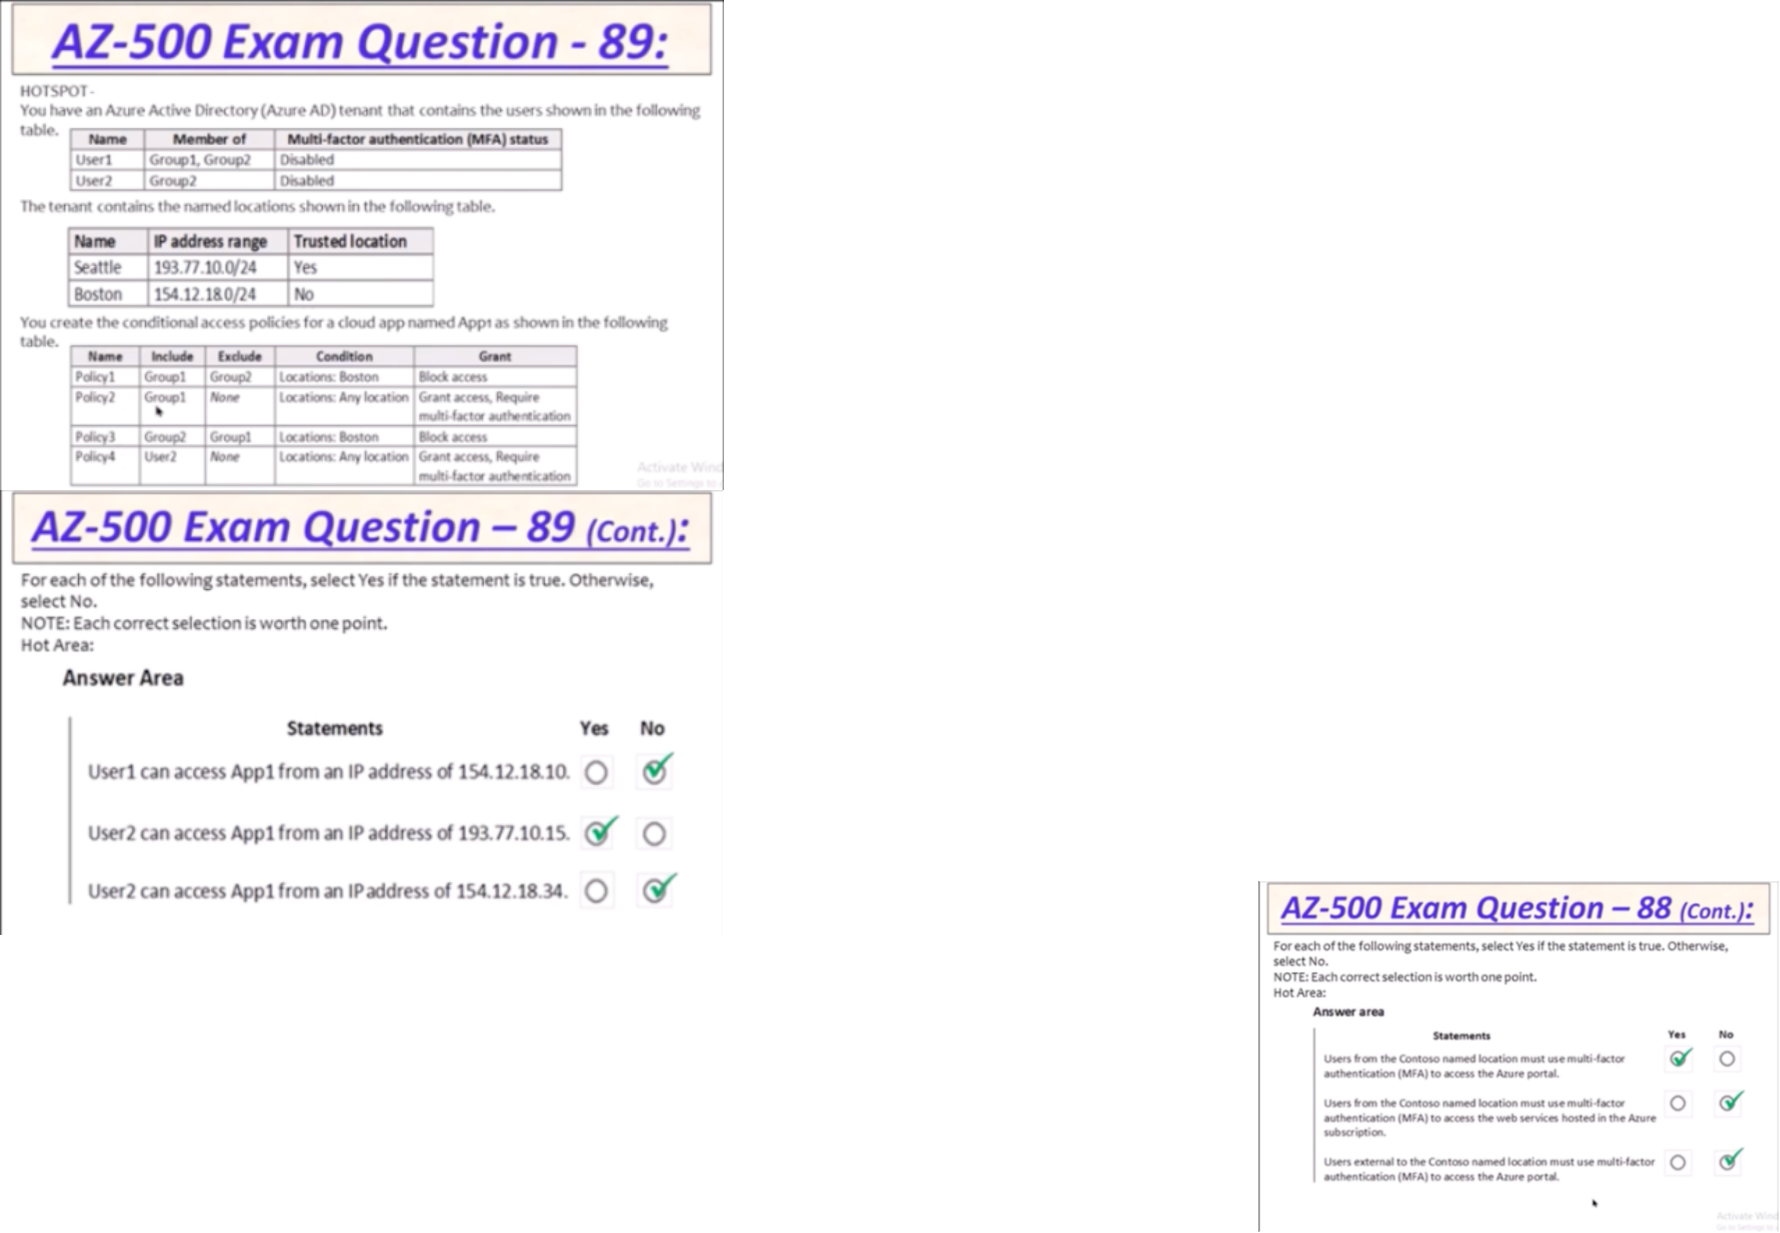 AZ-500 Exam Question - 89:
HOTSPOT-
You have an Azure Active Directory (Azure AD) tenant that contains the users shown in the following
table.
Name Member of Multi-factor authentication (MFA) status
User1 Group1, Group2 Disabled
User2 Group2 Disabled
The tenant contains the named locations shown in the following table.
Name IP address range Trusted location
Seattle 193.77.10.0/24 Yes
Boston 154.12.18.0/24 No
You create the conditional access policies for a cloud app named App1 as shown in the following
table.
Name Include Exclude Condition Grant
Policy1 Group1 Group2 Locations: Boston Block access
Policy2 Group1 None Locations: Any location Grant access, Require
multi-factor authentication
Policy3 Group2 Group1 Locations: Boston Block access
Policy4 User2 None Locations: Any location Grant access, Require
multi-factor authentication
Activate Wind
Go to Settings to
AZ-500 Exam Question – 89 (Cont.):
For each of the following statements, select Yes if the statement is true. Otherwise,
select No.
NOTE: Each correct selection is worth one point.
Hot Area:
Answer Area
Statements Yes No
User1 can access App1 from an IP address of 154.12.18.10.
User2 can access App1 from an IP address of 193.77.10.15.
User2 can access App1 from an IP address of 154.12.18.34.
AZ-500 Exam Question – 88 (Cont.):
For each of the following statements, select Yes if the statement is true. Otherwise,
select No.
NOTE: Each correct selection is worth one point.
Hot Area:
Answer area
Statements Yes No
Users from the Contoso named location must use multi-factor
authentication (MFA) to access the Azure portal.
Users from the Contoso named location must use multi-factor
authentication (MFA) to access the web services hosted in the Azure
subscription.
Users external to the Contoso named location must use multi-factor
authentication (MFA) to access the Azure portal.
Activate Wind
Go to Settings to